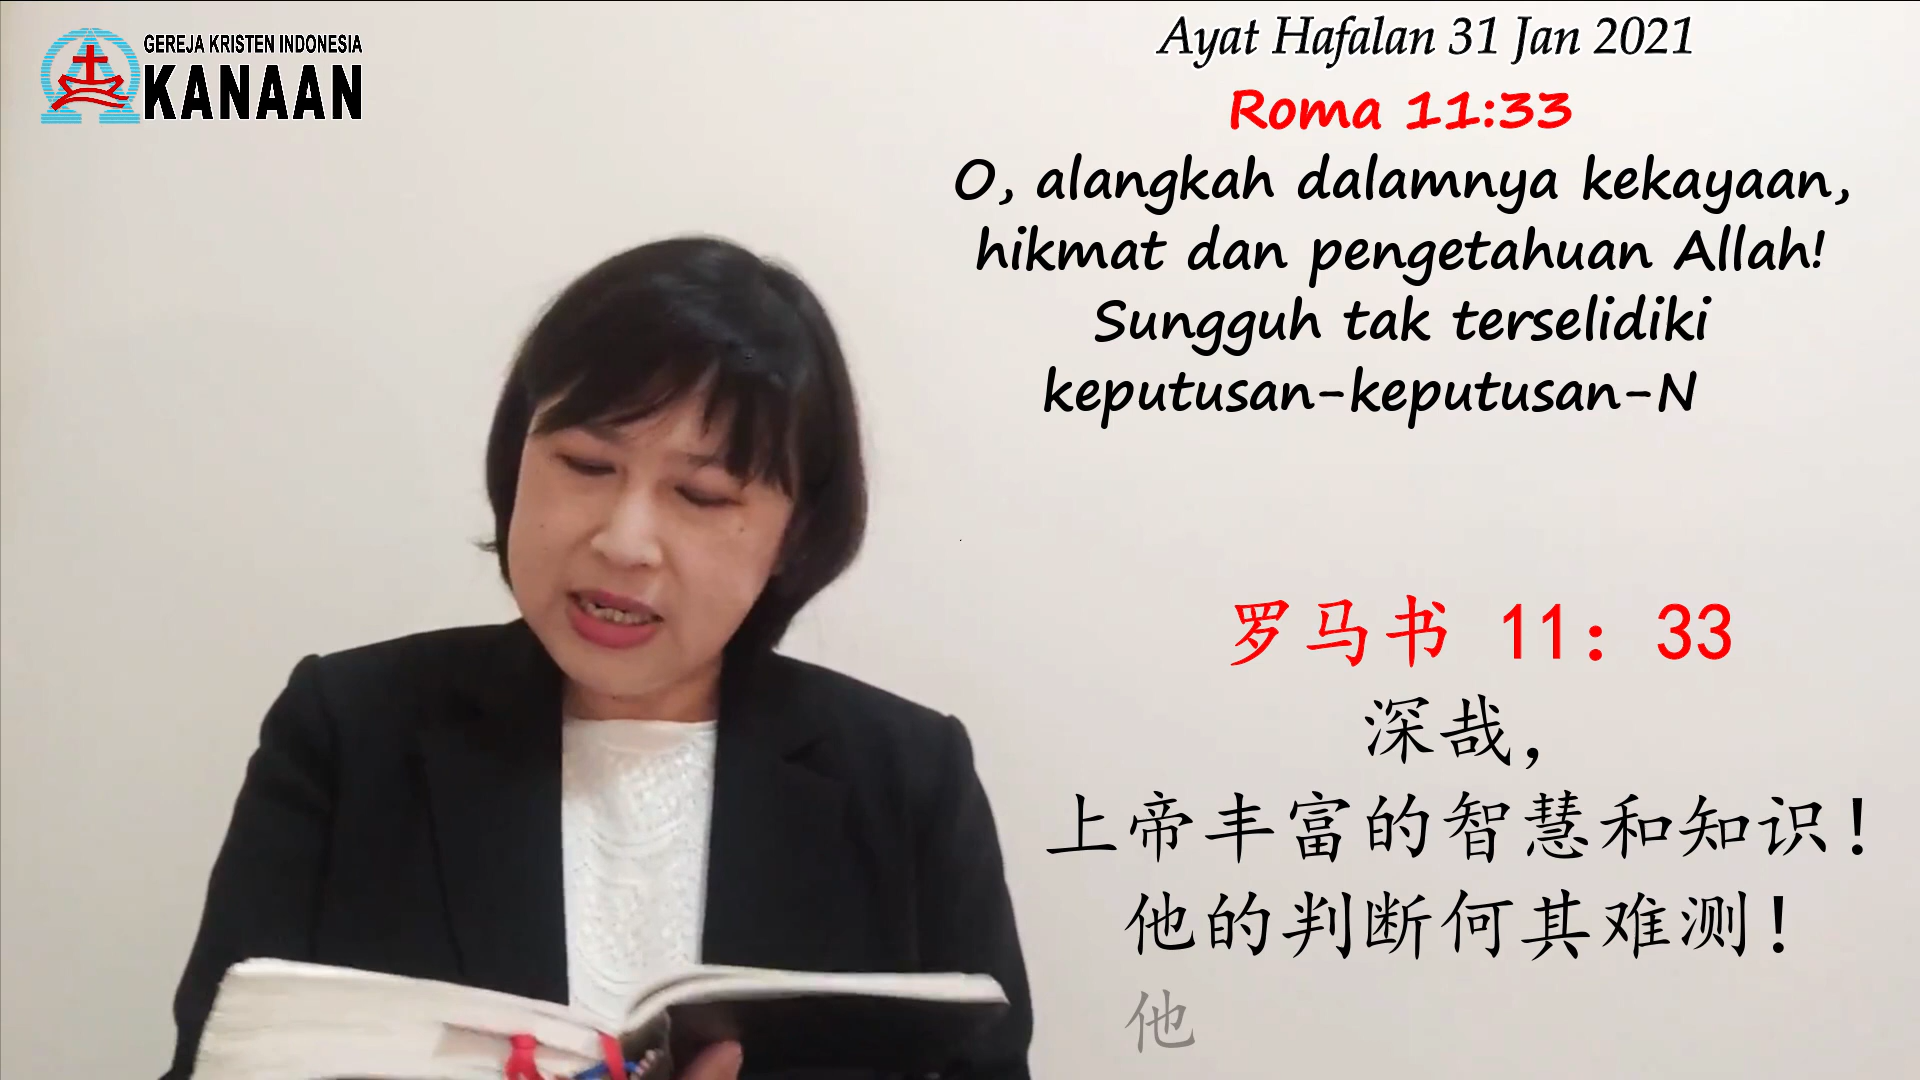 GEREJA KRISTEN INDONESIA
KANAAN
Ayat Hafalan 31 Jan 2021
Roma 11:33
O, alangkah dalamnya kekayaan,
hikmat dan pengetahuan Allah!
Sungguh tak terselidiki
keputusan-keputusan-N
罗马书 11：33
深哉，
上帝丰富的智慧和知识！
他的判断何其难测！
他